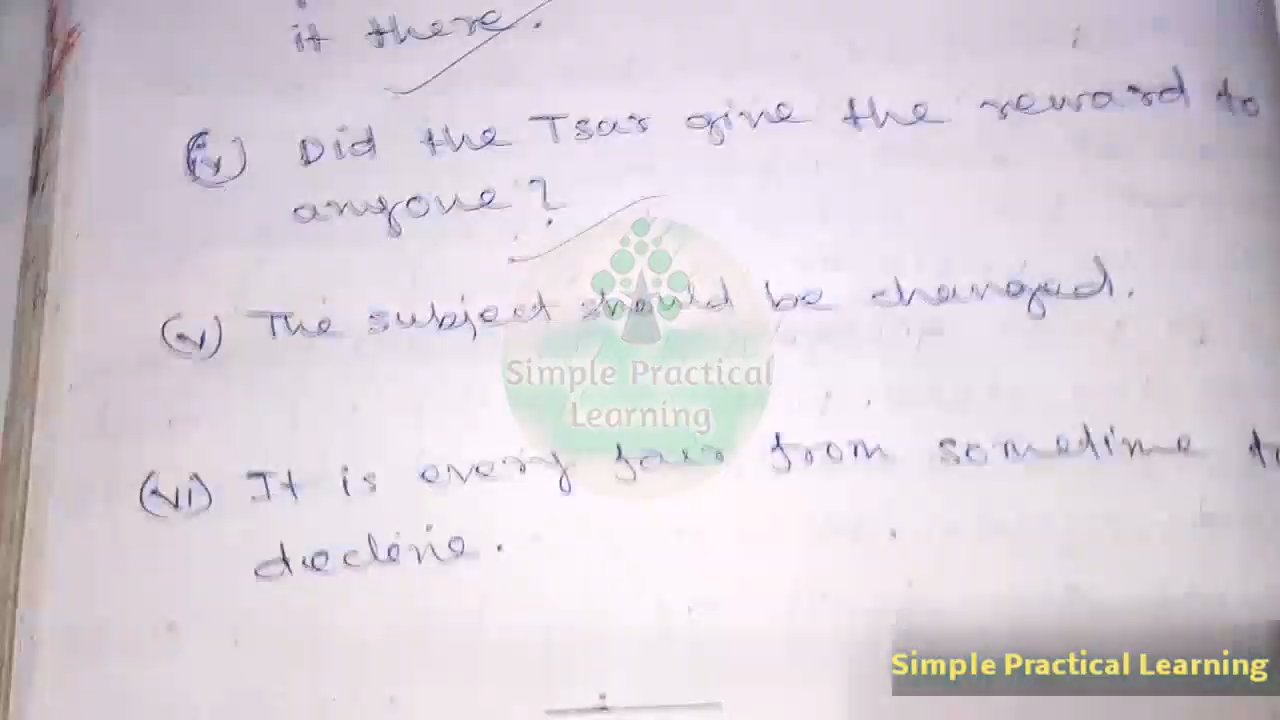 it there.
(iv) Did the Tsar give the reward to
anyone?
(v) The subject should be changed.
Simple Practical
Learning
(vi) It is every fair from sometime to
decline.
Simple Practical Learning